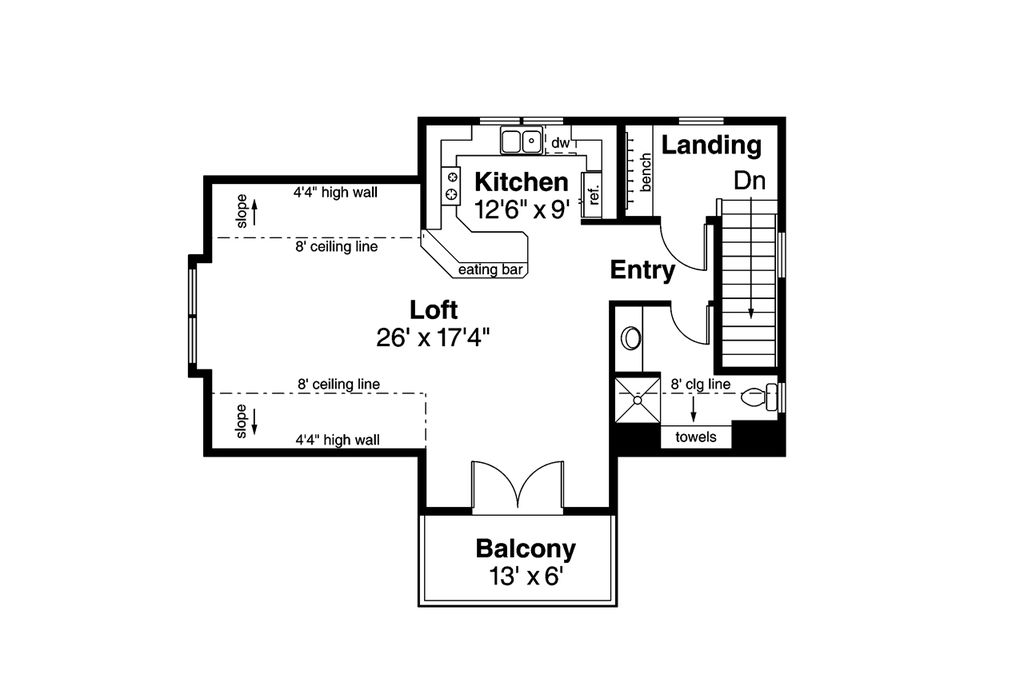 dw
Landing
bench
Kitchen
12'6" x 9'
ref.
Dn
4'4" high wall
slope
8' ceiling line
eating bar
Entry
Loft
26' x 17'4"
8' ceiling line
8' clg line
slope
4'4" high wall
towels
Balcony
13' x 6'